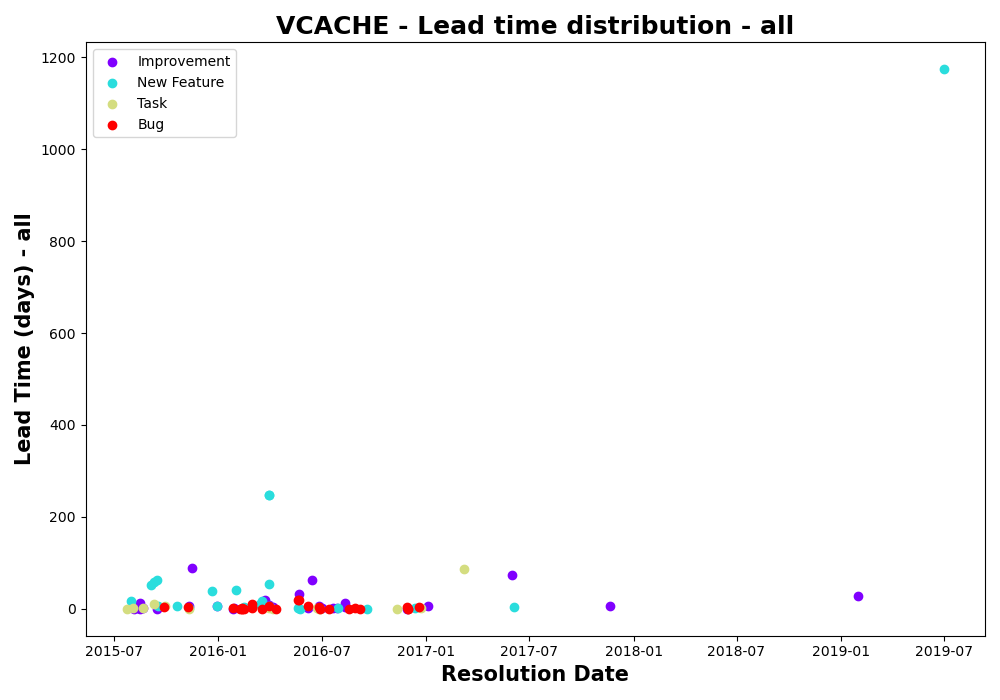 VCACHE - Lead time distribution - all
Improvement
New Feature
Task
Bug
Lead Time (days) - all
1200
1000
800
600
400
200
0
2015-07 2016-01 2016-07 2017-01 2017-07 2018-01 2018-07 2019-01 2019-07
Resolution Date